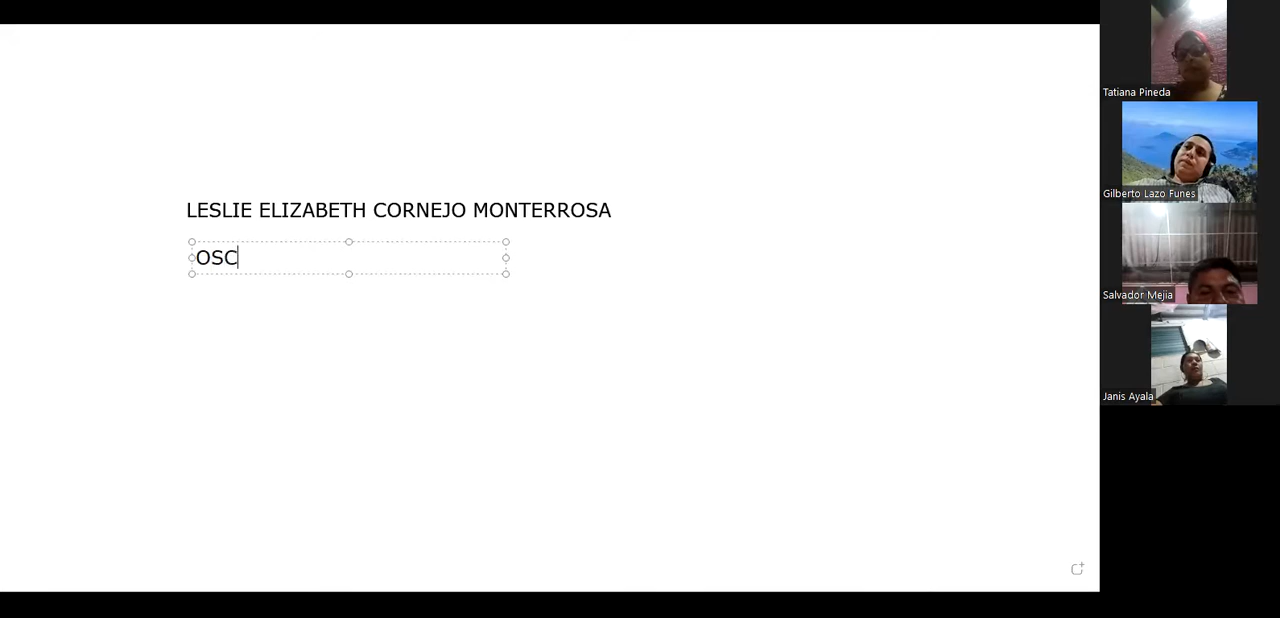 LESLIE ELIZABETH CORNEJO MONTERROSA
OSC
Tatiana Pineda
Gilberto Lazo Funes
Salvador Mejia
Janis Ayala